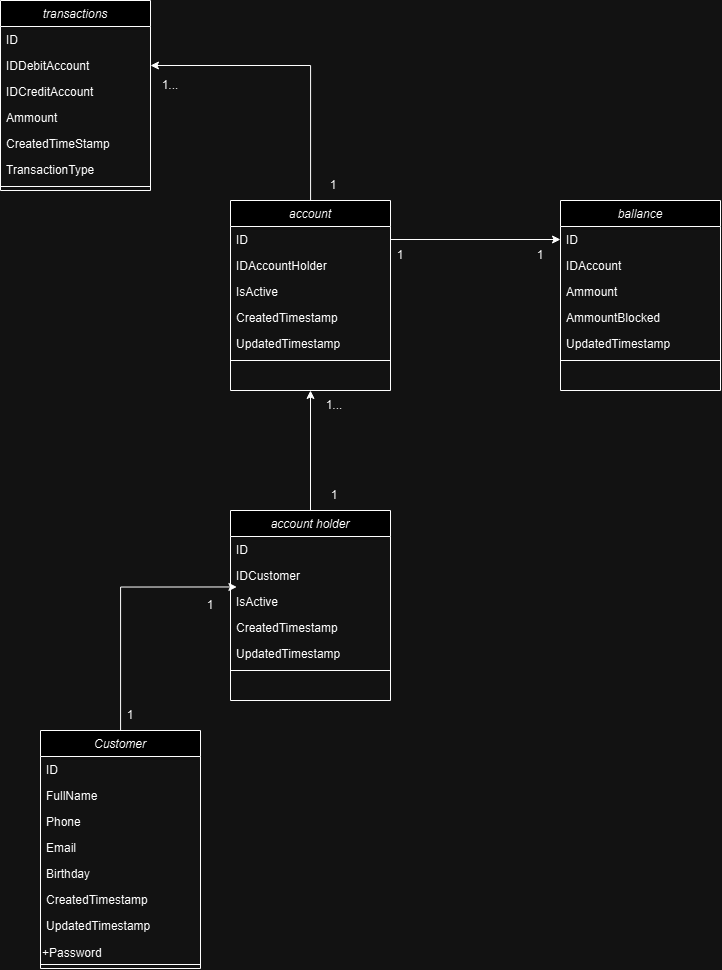 transactions
ID
IDDebitAccount
IDCreditAccount
Ammount
CreatedTimeStamp
TransactionType
1...
1
account
ID
IDAccountHolder
IsActive
CreatedTimestamp
UpdatedTimestamp
1
1
ballance
ID
IDAccount
Ammount
AmmountBlocked
UpdatedTimestamp
1...
1
account holder
ID
IDCustomer
IsActive
CreatedTimestamp
UpdatedTimestamp
1
1
Customer
ID
FullName
Phone
Email
Birthday
CreatedTimestamp
UpdatedTimestamp
+Password